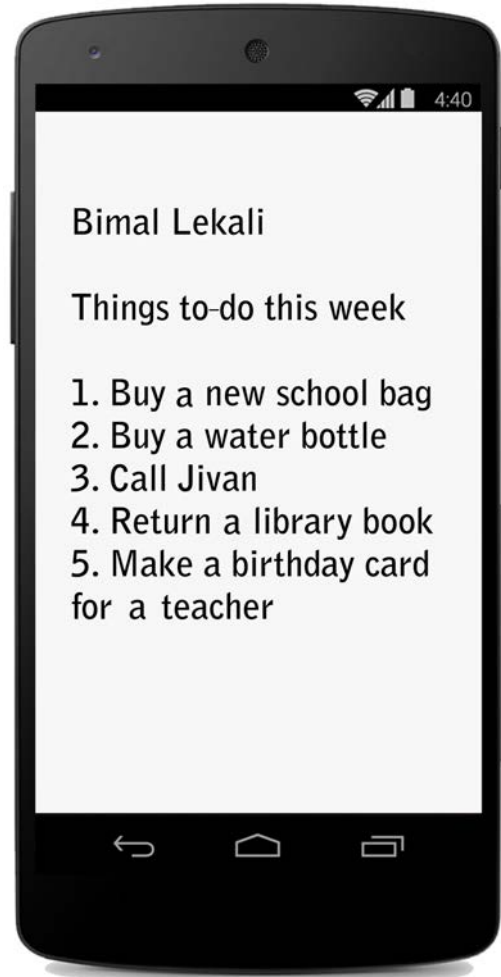 4:40
Bimal Lekali
Things to-do this week
1. Buy a new school bag
2. Buy a water bottle
3. Call Jivan
4. Return a library book
5. Make a birthday card
for a teacher